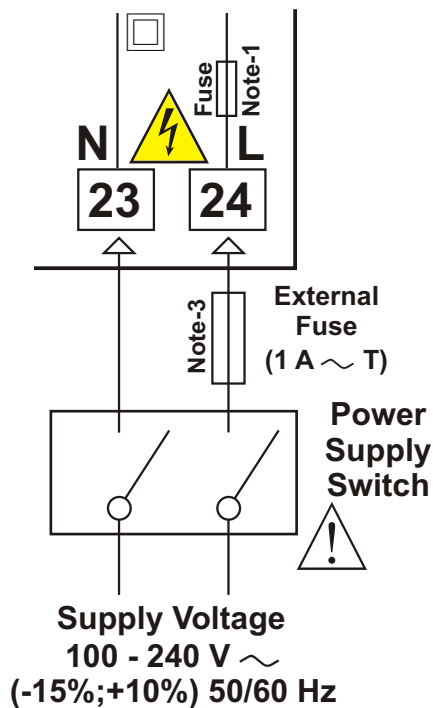 Fuse
Note-1
N
L
23
24
Note-3
External
Fuse
(1 A ~ T)
Power
Supply
Switch
!
Supply Voltage
100 - 240 V ~
(-15%;+10%) 50/60 Hz